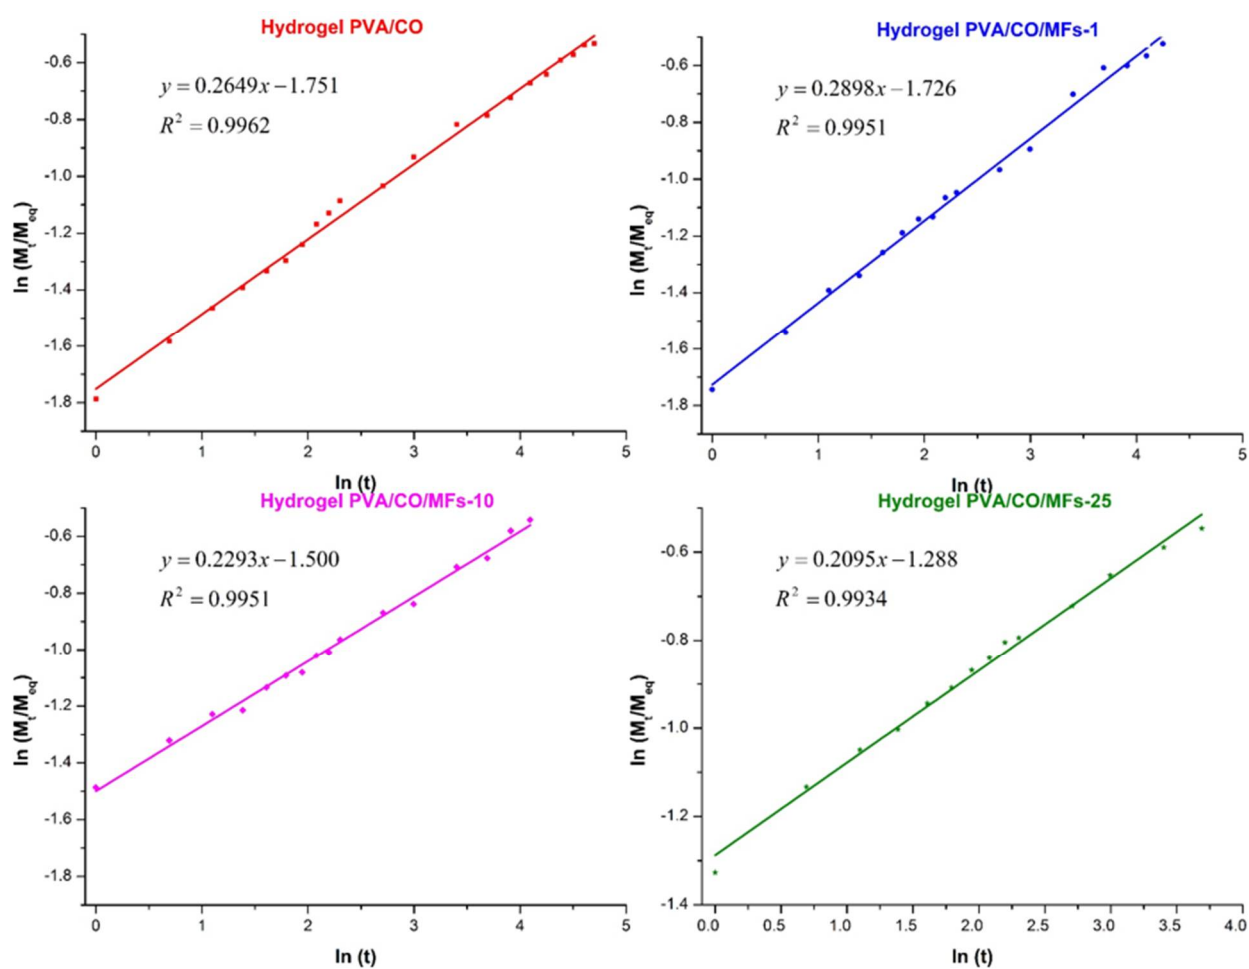 Hydrogel PVA/CO
y = 0.2649x − 1.751
R² = 0.9962
ln (Mt/Meq)
-0.6
-0.8
-1.0
-1.2
-1.4
-1.6
-1.8
0 1 2 3 4 5
ln (t)
Hydrogel PVA/CO/MFs-1
y = 0.2898x − 1.726
R² = 0.9951
ln (Mt/Meq)
-0.6
-0.8
-1.0
-1.2
-1.4
-1.6
-1.8
0 1 2 3 4 5
ln (t)
Hydrogel PVA/CO/MFs-10
y = 0.2293x − 1.500
R² = 0.9951
ln (Mt/Meq)
-0.6
-0.8
-1.0
-1.2
-1.4
-1.6
-1.8
0 1 2 3 4 5
ln (t)
Hydrogel PVA/CO/MFs-25
y = 0.2095x − 1.288
R² = 0.9934
ln (Mt/Meq)
-0.6
-0.8
-1.0
-1.2
-1.4
0.0 0.5 1.0 1.5 2.0 2.5 3.0 3.5 4.0
ln (t)